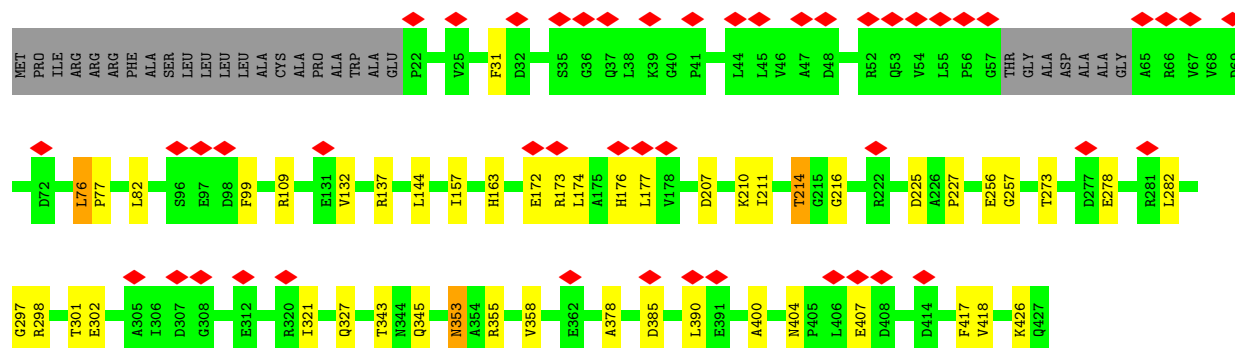 MET PRO ILE ARG ARG ARG PHE ALA SER LEU LEU LEU LEU ALA CYS ALA PRO ALA TRP ALA GLU P22 V25 F31 D32 S35 G36 Q37 L38 K39 G40 P41 L44 L45 V46 A47 D48 R52 Q53 V54 L55 P56 G57 THR GLY ALA ASP ALA ALA GLY A65 R66 V67 V68
D72 L76 P77 L82 S96 E97 D98 F99 R109 E131 V132 R137 L144 I157 H163 E172 R173 L174 A175 H176 L177 V178 D207 K210 I211 T214 G215 G216 R222 D225 A226 P227 E256 G257 T273 D277 E278 R281 L282
G297 R298 T301 E302 A305 I306 D307 G308 E312 R320 I321 Q327 T343 N344 Q345 N353 A354 R355 V358 E362 A378 D385 L390 E391 A400 N404 P405 L406 E407 D408 D414 F417 V418 K426 Q427